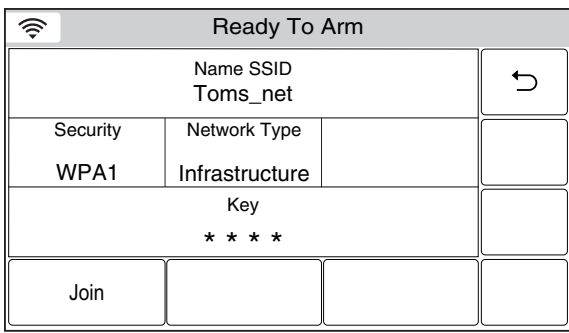 Ready To Arm
Name SSID
Toms_net
Security
Network Type
WPA1
Infrastructure
Key
* * * *
Join